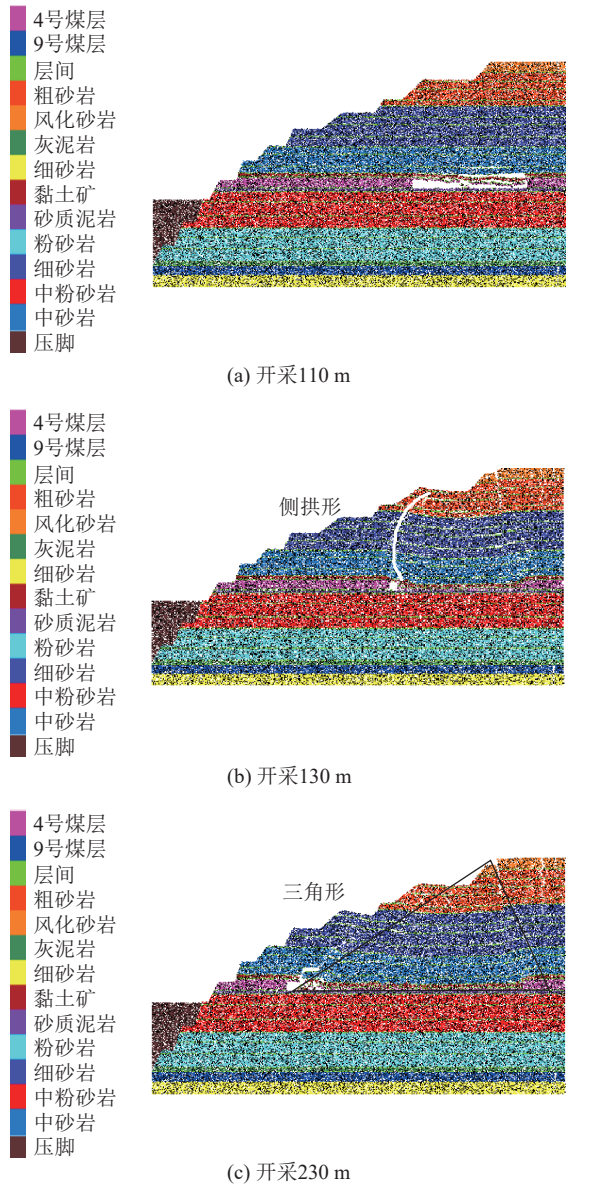 4号煤层
9号煤层
层间
粗砂岩
风化砂岩
灰泥岩
细砂岩
黏土矿
砂质泥岩
粉砂岩
细砂岩
中粉砂岩
中砂岩
压脚
(a) 开采110 m
4号煤层
9号煤层
层间
粗砂岩
风化砂岩
灰泥岩
细砂岩
黏土矿
砂质泥岩
粉砂岩
细砂岩
中粉砂岩
中砂岩
压脚
侧拱形
(b) 开采130 m
4号煤层
9号煤层
层间
粗砂岩
风化砂岩
灰泥岩
细砂岩
黏土矿
砂质泥岩
粉砂岩
细砂岩
中粉砂岩
中砂岩
压脚
三角形
(c) 开采230 m